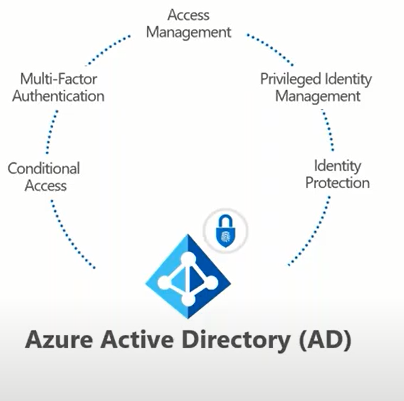 Access
Management
Multi-Factor
Authentication
Privileged Identity
Management
Conditional
Access
Identity
Protection
Azure Active Directory (AD)